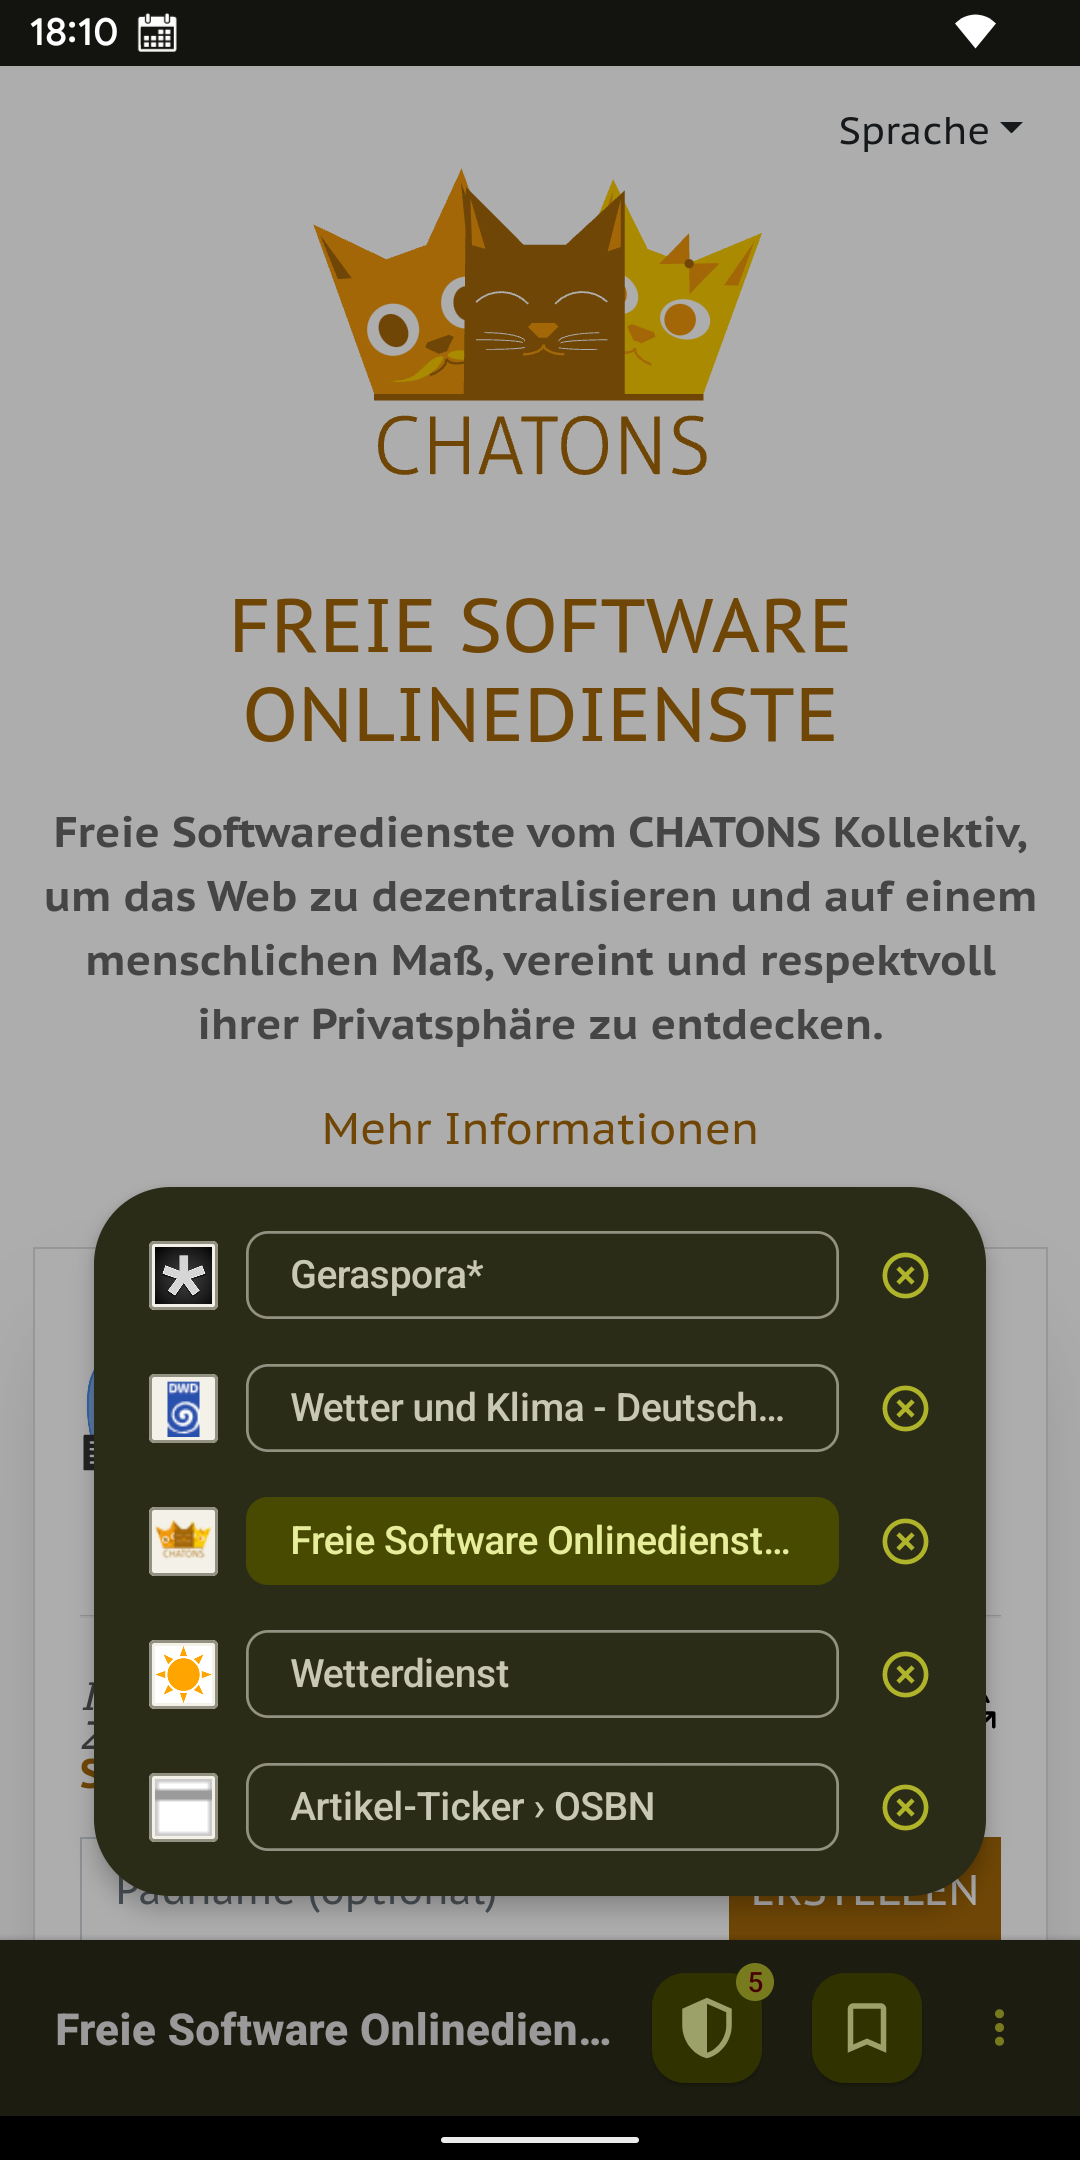 18:10
Sprache
CHATONS
FREIE SOFTWARE
ONLINEDIENSTE
Freie Softwaredienste vom CHATONS Kollektiv,
um das Web zu dezentralisieren und auf einem
menschlichen Maß, vereint und respektvoll
ihrer Privatsphäre zu entdecken.
Mehr Informationen
Geraspora*
DWD
Wetter und Klima - Deutsch...
CHATONS
Freie Software Onlinedienst...
Wetterdienst
Artikel-Ticker › OSBN
Padname (optional)
ERSTELLEN
Freie Software Onlinedien...
5